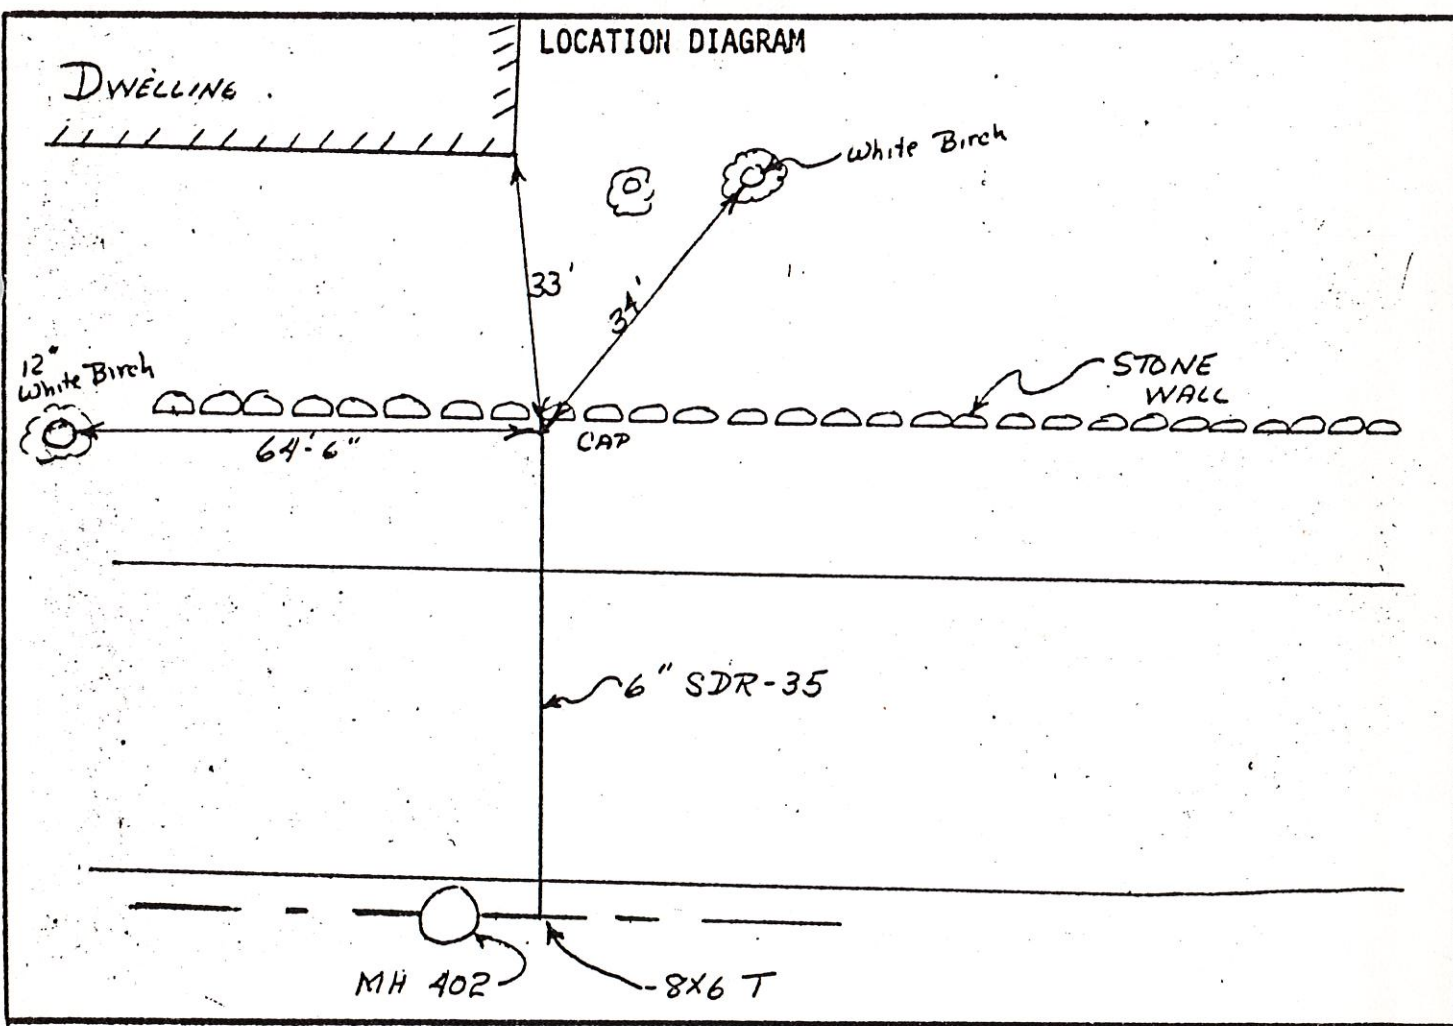 LOCATION DIAGRAM
DWELLING
White Birch
33'
34'
12"
White Birch
STONE
WALL
64'-6"
CAP
6" SDR-35
MH 402
8X6 T